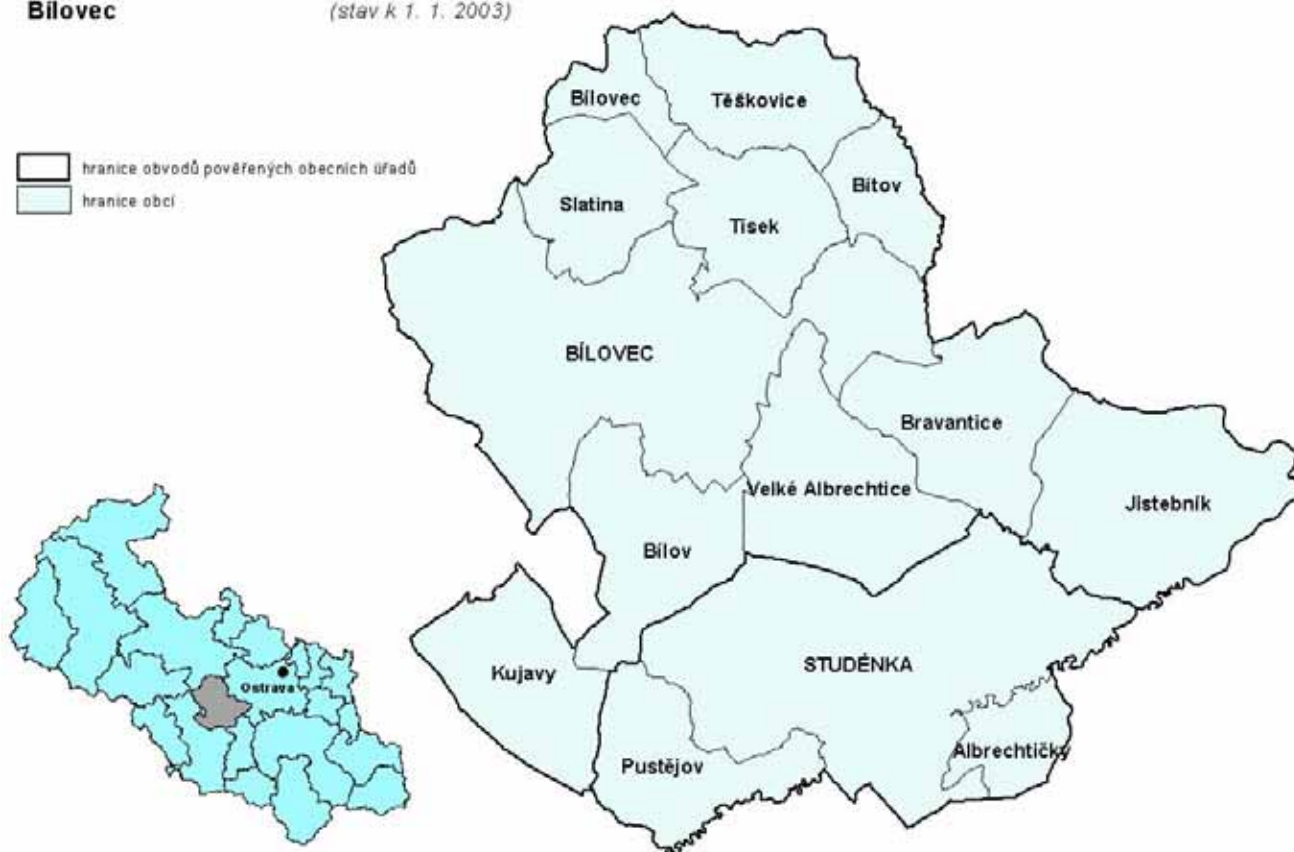 Bílovec (stav k 1. 1. 2003)
hranice obvodů pověřených obecních úřadů
hranice obcí
Bílovec
Těškovice
Bítov
Slatina
Tísek
BÍLOVEC
Bravantice
Velké Albrechtice
Jistebník
Bílov
Kujavy
STUDÉNKA
Pustějov
Albrechtičky
Ostrava